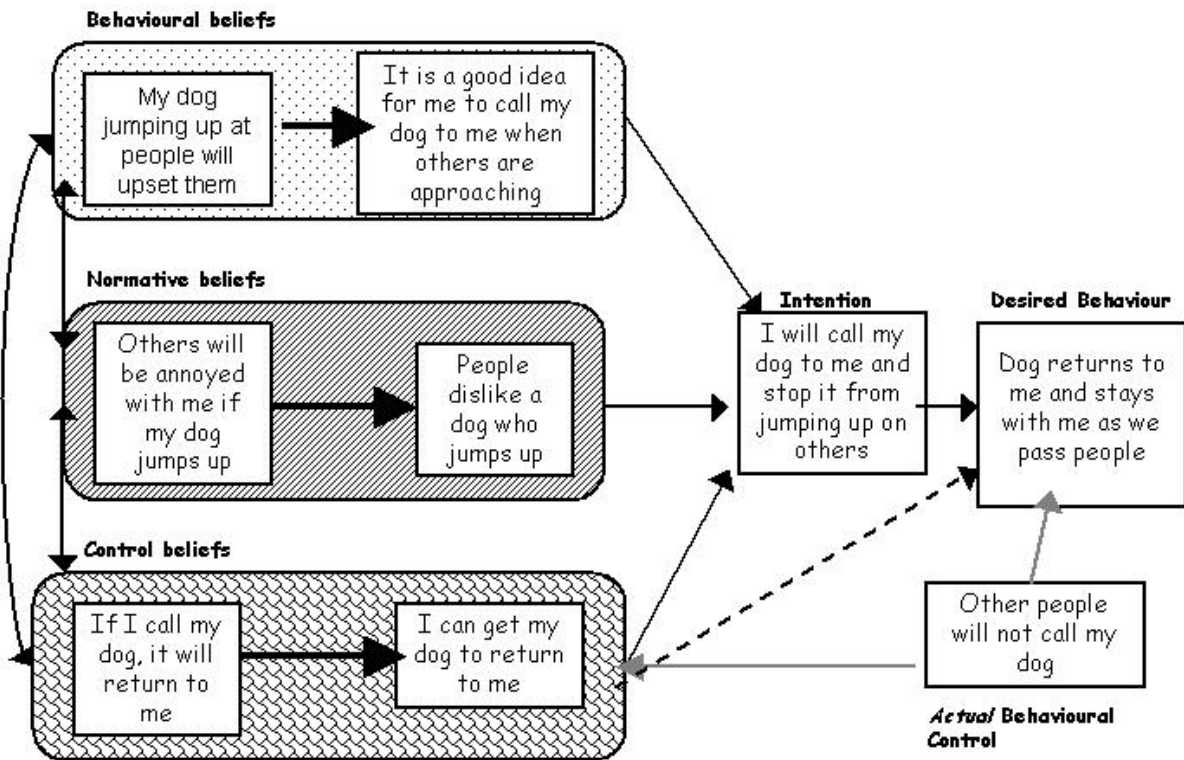 Behavioural beliefs
My dog
jumping up at
people will
upset them
It is a good idea
for me to call my
dog to me when
others are
approaching
Normative beliefs
Others will
be annoyed
with me if
my dog
jumps up
People
dislike a
dog who
jumps up
Intention
I will call my
dog to me and
stop it from
jumping up on
others
Desired Behaviour
Dog returns to
me and stays
with me as we
pass people
Control beliefs
If I call my
dog, it will
return to
me
I can get my
dog to return
to me
Other people
will not call my
dog
Actual Behavioural
Control